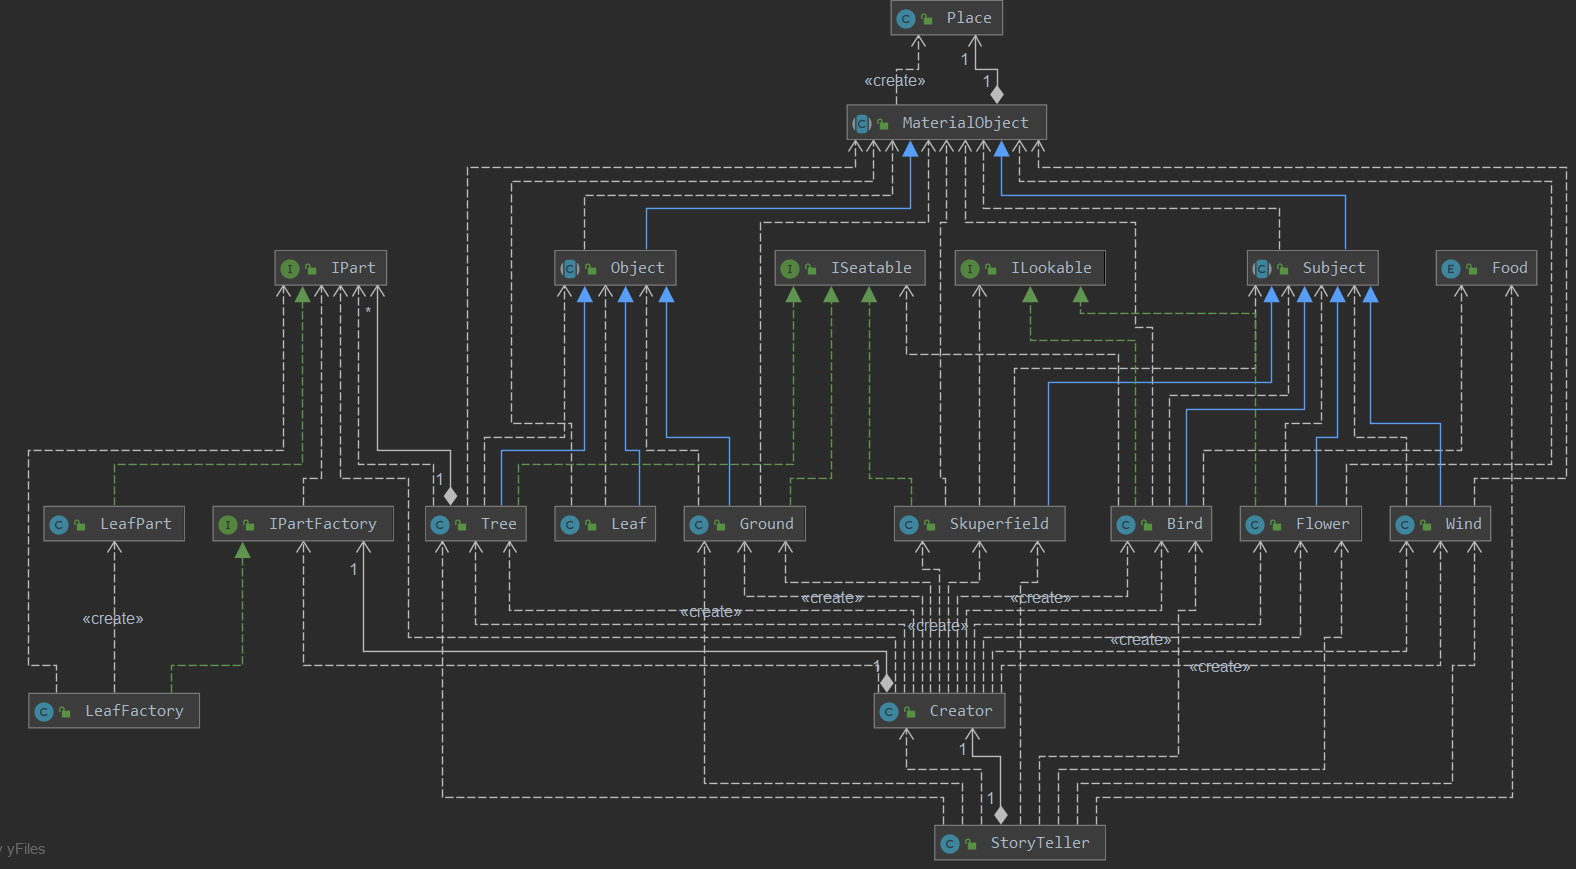 Place
1
«create»
1
MaterialObject
IPart
Object
ISeatable
ILookable
Subject
Food
*
1
LeafPart
IPartFactory
Tree
Leaf
Ground
Skuperfield
Bird
Flower
Wind
1
«create»
«create»
«create»
«create»
«create»
«create»
«create»
1
LeafFactory
Creator
1
1
StoryTeller
yFiles